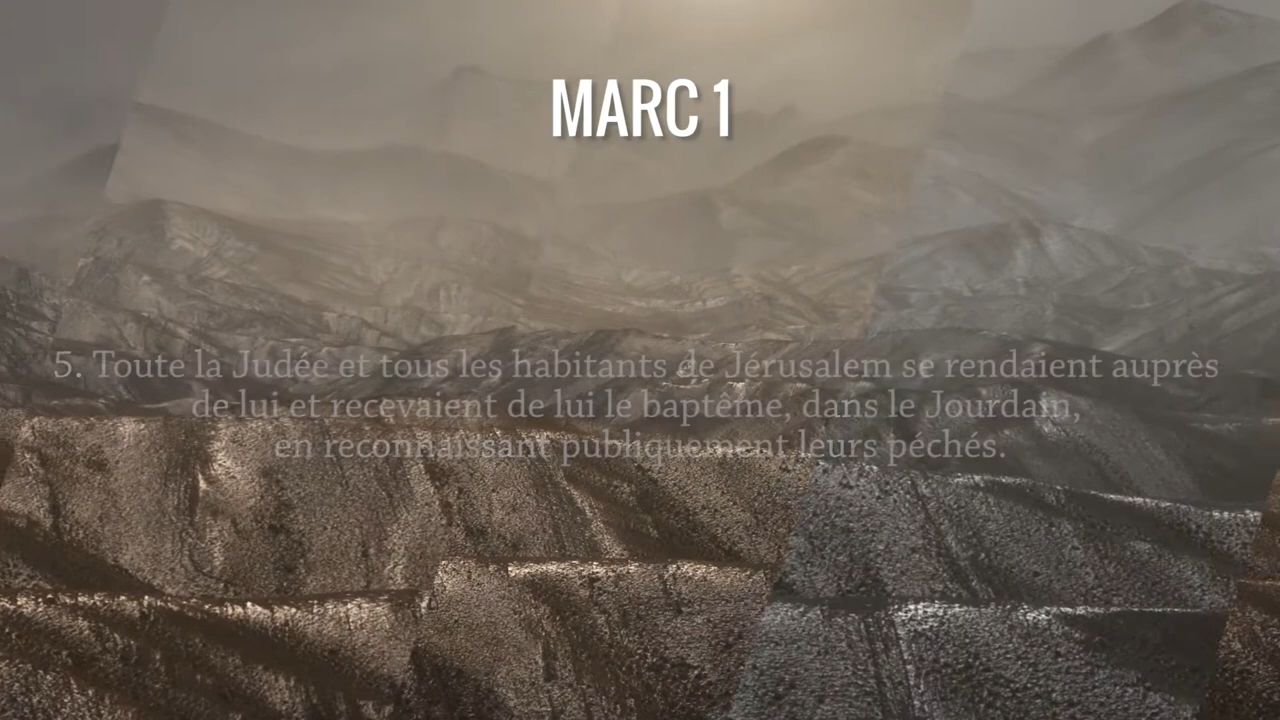 MARC 1
5. Toute la Judée et tous les habitants de Jérusalem se rendaient auprès
de lui et recevaient de lui le baptême, dans le Jourdain,
en reconnaissant publiquement leurs péchés.